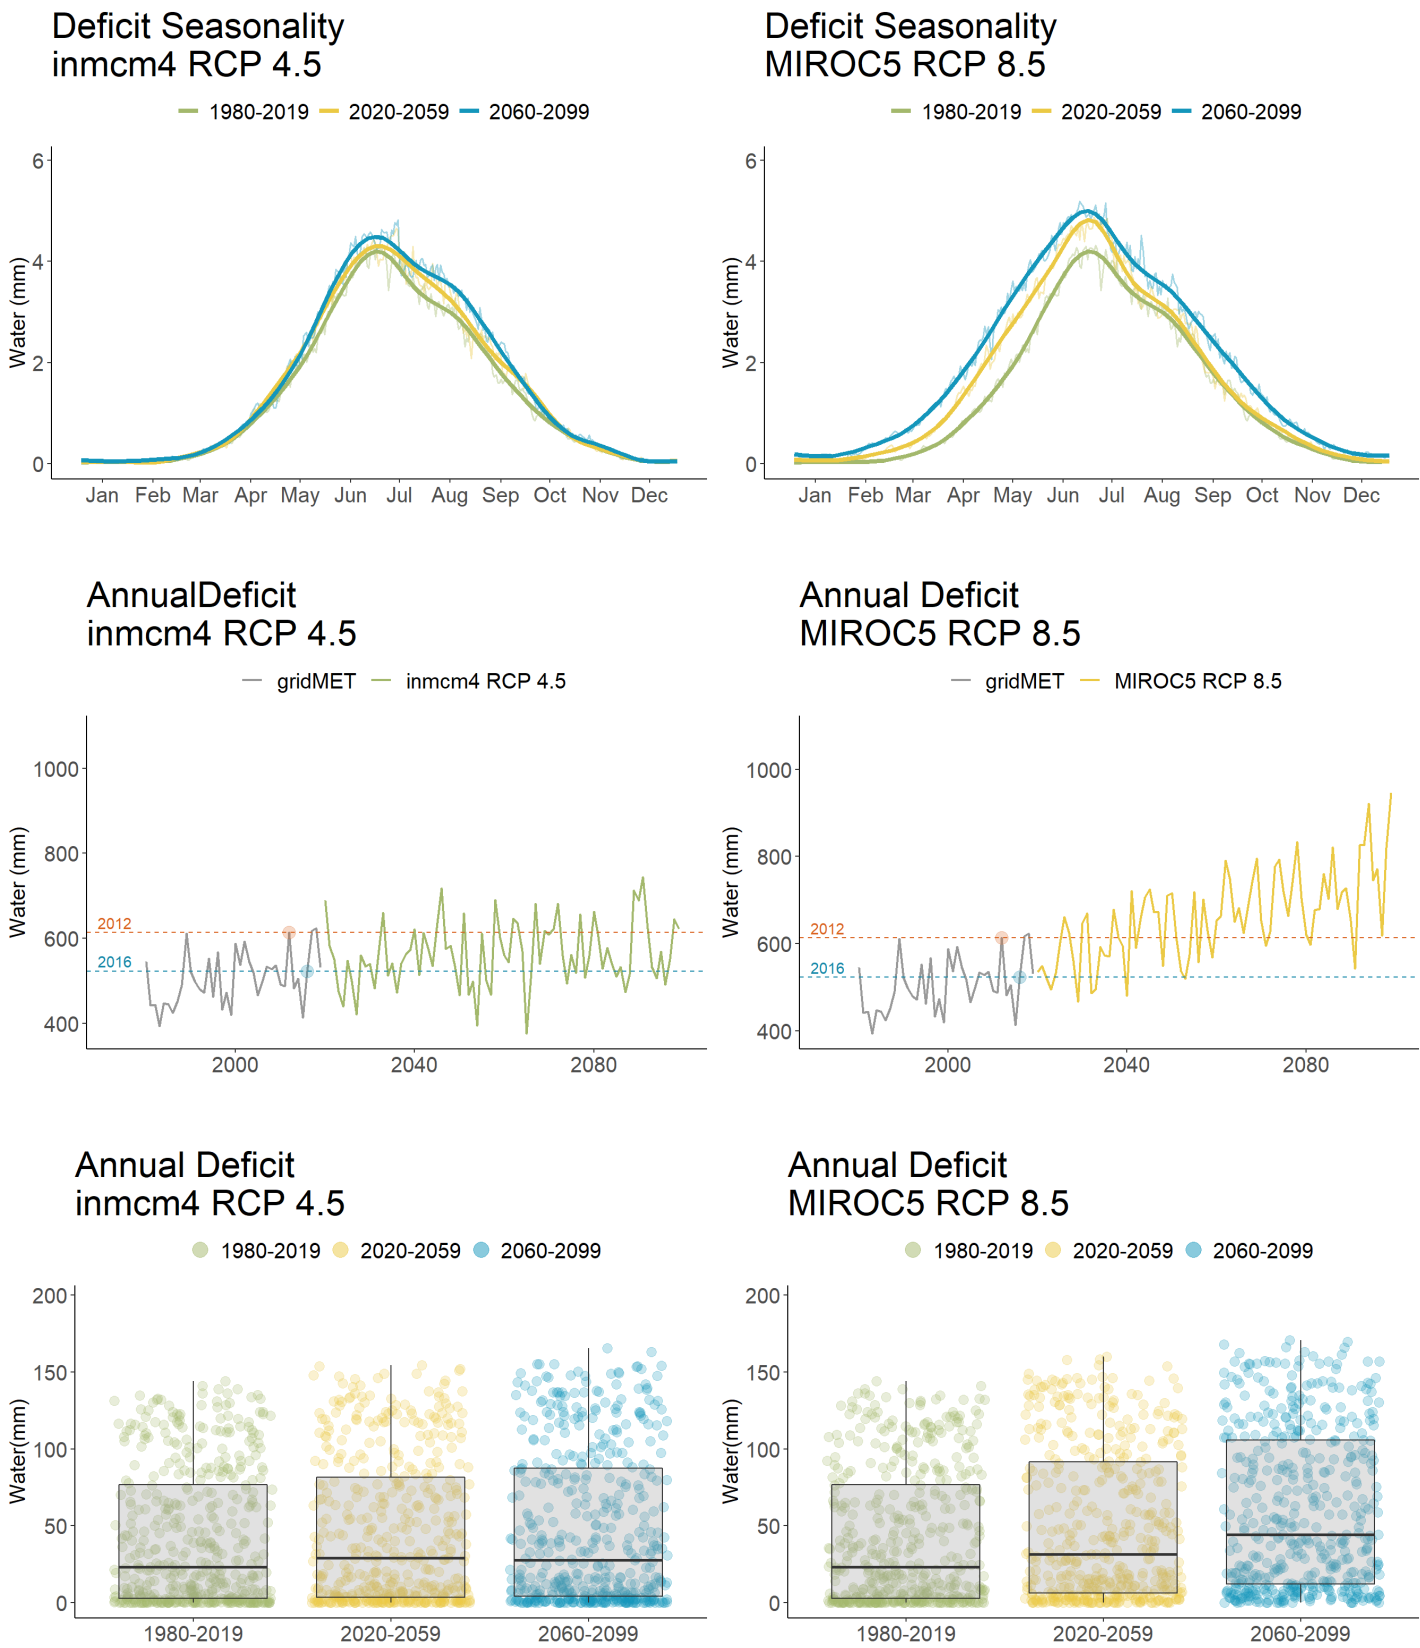 Deficit Seasonality
inmcm4 RCP 4.5
1980-2019 2020-2059 2060-2099
Water (mm)
6
4
2
0
Jan Feb Mar Apr May Jun Jul Aug Sep Oct Nov Dec
Deficit Seasonality
MIROC5 RCP 8.5
1980-2019 2020-2059 2060-2099
Water (mm)
6
4
2
0
Jan Feb Mar Apr May Jun Jul Aug Sep Oct Nov Dec
AnnualDeficit
inmcm4 RCP 4.5
gridMET inmcm4 RCP 4.5
Water (mm)
1000
800
600
400
2012
2016
2000 2040 2080
Annual Deficit
MIROC5 RCP 8.5
gridMET MIROC5 RCP 8.5
Water (mm)
1000
800
600
400
2012
2016
2000 2040 2080
Annual Deficit
inmcm4 RCP 4.5
1980-2019 2020-2059 2060-2099
Water(mm)
200
150
100
50
0
1980-2019 2020-2059 2060-2099
Annual Deficit
MIROC5 RCP 8.5
1980-2019 2020-2059 2060-2099
Water(mm)
200
150
100
50
0
1980-2019 2020-2059 2060-2099